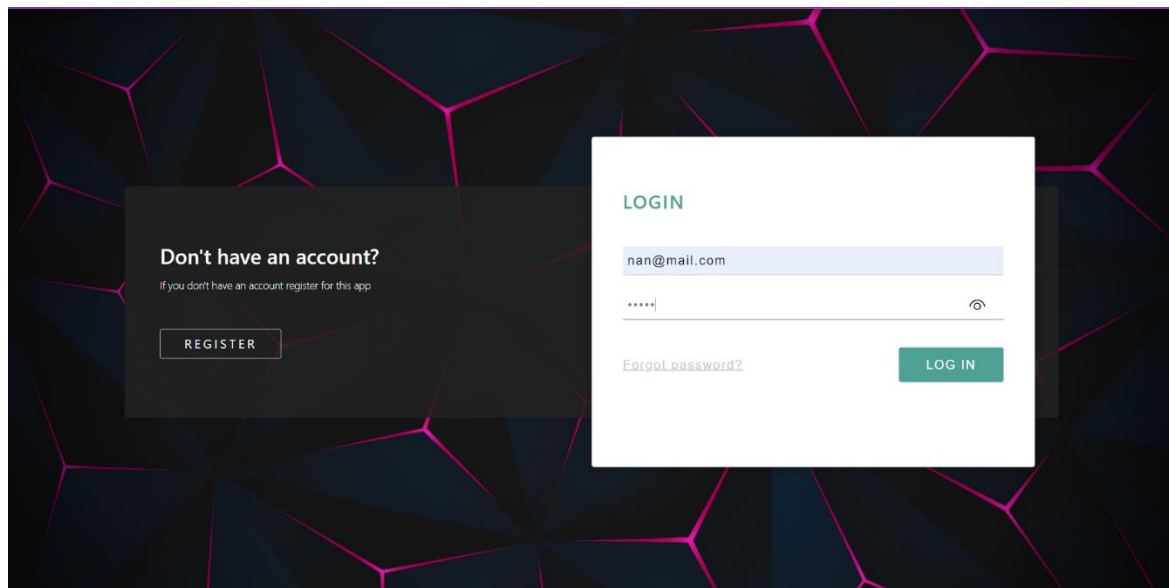 Don't have an account?
If you don't have an account register for this app
REGISTER
LOGIN
nan@mail.com
•••••
Forgot password?
LOG IN